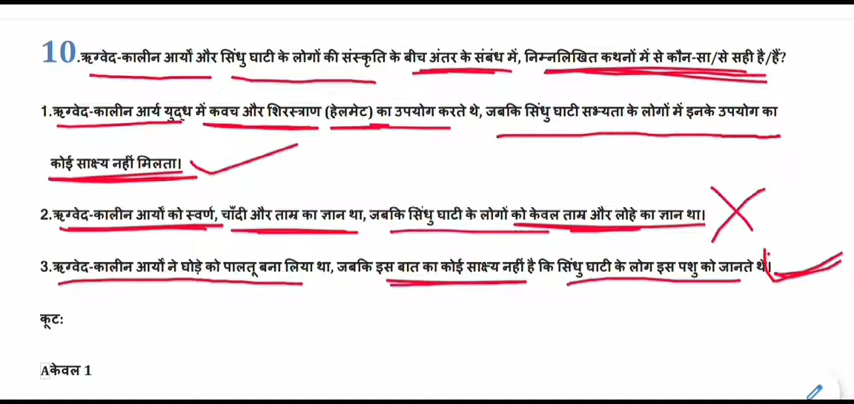 10.ऋग्वेद-कालीन आर्यों और सिंधु घाटी के लोगों की संस्कृति के बीच अंतर के संबंध में, निम्नलिखित कथनों में से कौन-सा/से सही है/हैं?
1.ऋग्वेद-कालीन आर्य युद्ध में कवच और शिरस्त्राण (हेलमेट) का उपयोग करते थे, जबकि सिंधु घाटी सभ्यता के लोगों में इनके उपयोग का
कोई साक्ष्य नहीं मिलता।
2.ऋग्वेद-कालीन आर्यों को स्वर्ण, चाँदी और ताम्र का ज्ञान था, जबकि सिंधु घाटी के लोगों को केवल ताम्र और लोहे का ज्ञान था।
3.ऋग्वेद-कालीन आर्यों ने घोड़े को पालतू बना लिया था, जबकि इस बात का कोई साक्ष्य नहीं है कि सिंधु घाटी के लोग इस पशु को जानते थे।
कूट:
Aकेवल 1